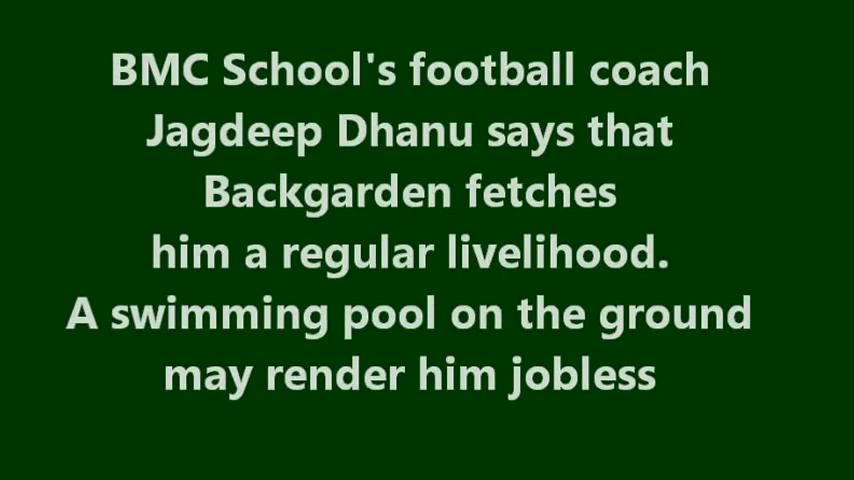 BMC School's football coach
Jagdeep Dhanu says that
Backgarden fetches
him a regular livelihood.
A swimming pool on the ground
may render him jobless